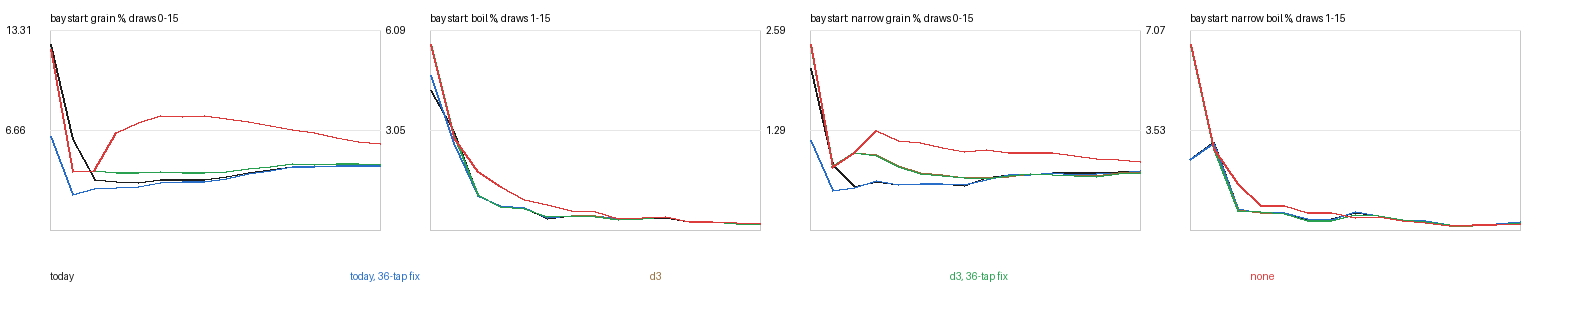 bay start grain %, draws 0-15
bay start boil %, draws 1-15
bay start narrow grain %, draws 0-15
bay start narrow boil %, draws 1-15
13.31
6.09
2.59
7.07
6.66
3.05
1.29
3.53
today
today, 36-tap fix
d3
d3, 36-tap fix
none